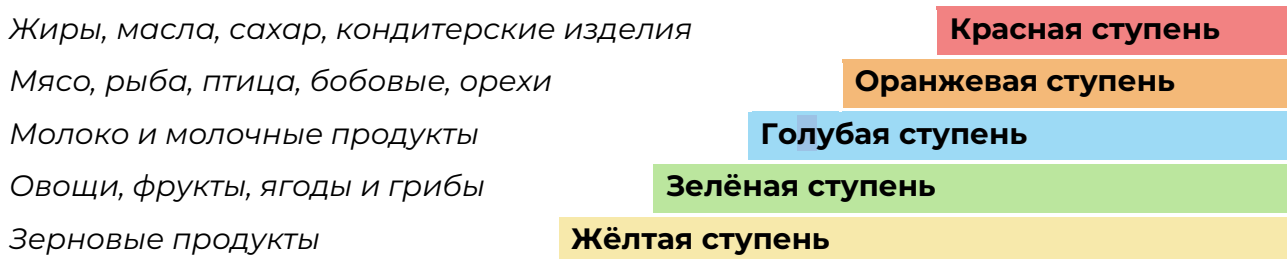 Жиры, масла, сахар, кондитерские изделия Красная ступень
Мясо, рыба, птица, бобовые, орехи Оранжевая ступень
Молоко и молочные продукты Голубая ступень
Овощи, фрукты, ягоды и грибы Зелёная ступень
Зерновые продукты Жёлтая ступень